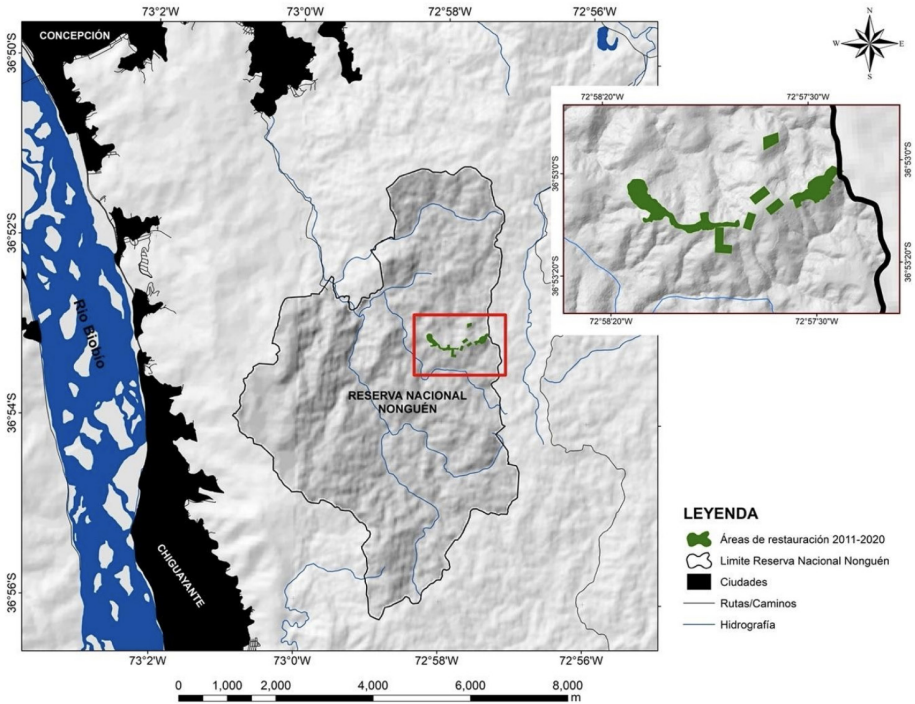 73°2'W
73°0'W
72°58'W
72°56'W
N
W
E
S
36°50'S
36°52'S
36°54'S
36°56'S
CONCEPCIÓN
Río Biobío
CHIGUAYANTE
RESERVA NACIONAL
NONGUÉN
72°58'20"W
72°57'30"W
36°53'0"S
36°53'20"S
36°53'0"S
36°53'20"S
72°58'20"W
72°57'30"W
LEYENDA
Áreas de restauración 2011-2020
Limite Reserva Nacional Nonguén
Ciudades
Rutas/Caminos
Hidrografía
73°2'W
73°0'W
72°58'W
72°56'W
0 1,000 2,000 4,000 6,000 8,000
m